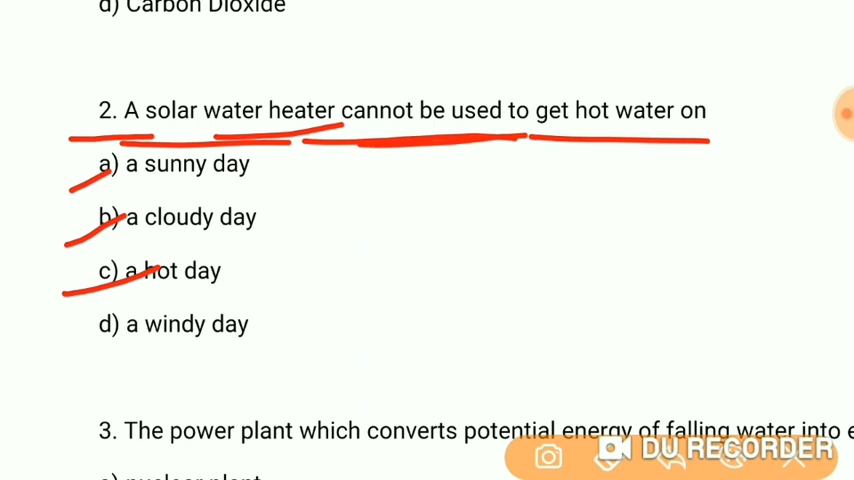 d) Carbon Dioxide
2. A solar water heater cannot be used to get hot water on
a) a sunny day
b) a cloudy day
c) a hot day
d) a windy day
3. The power plant which converts potential energy of falling water into e
DU RECORDER